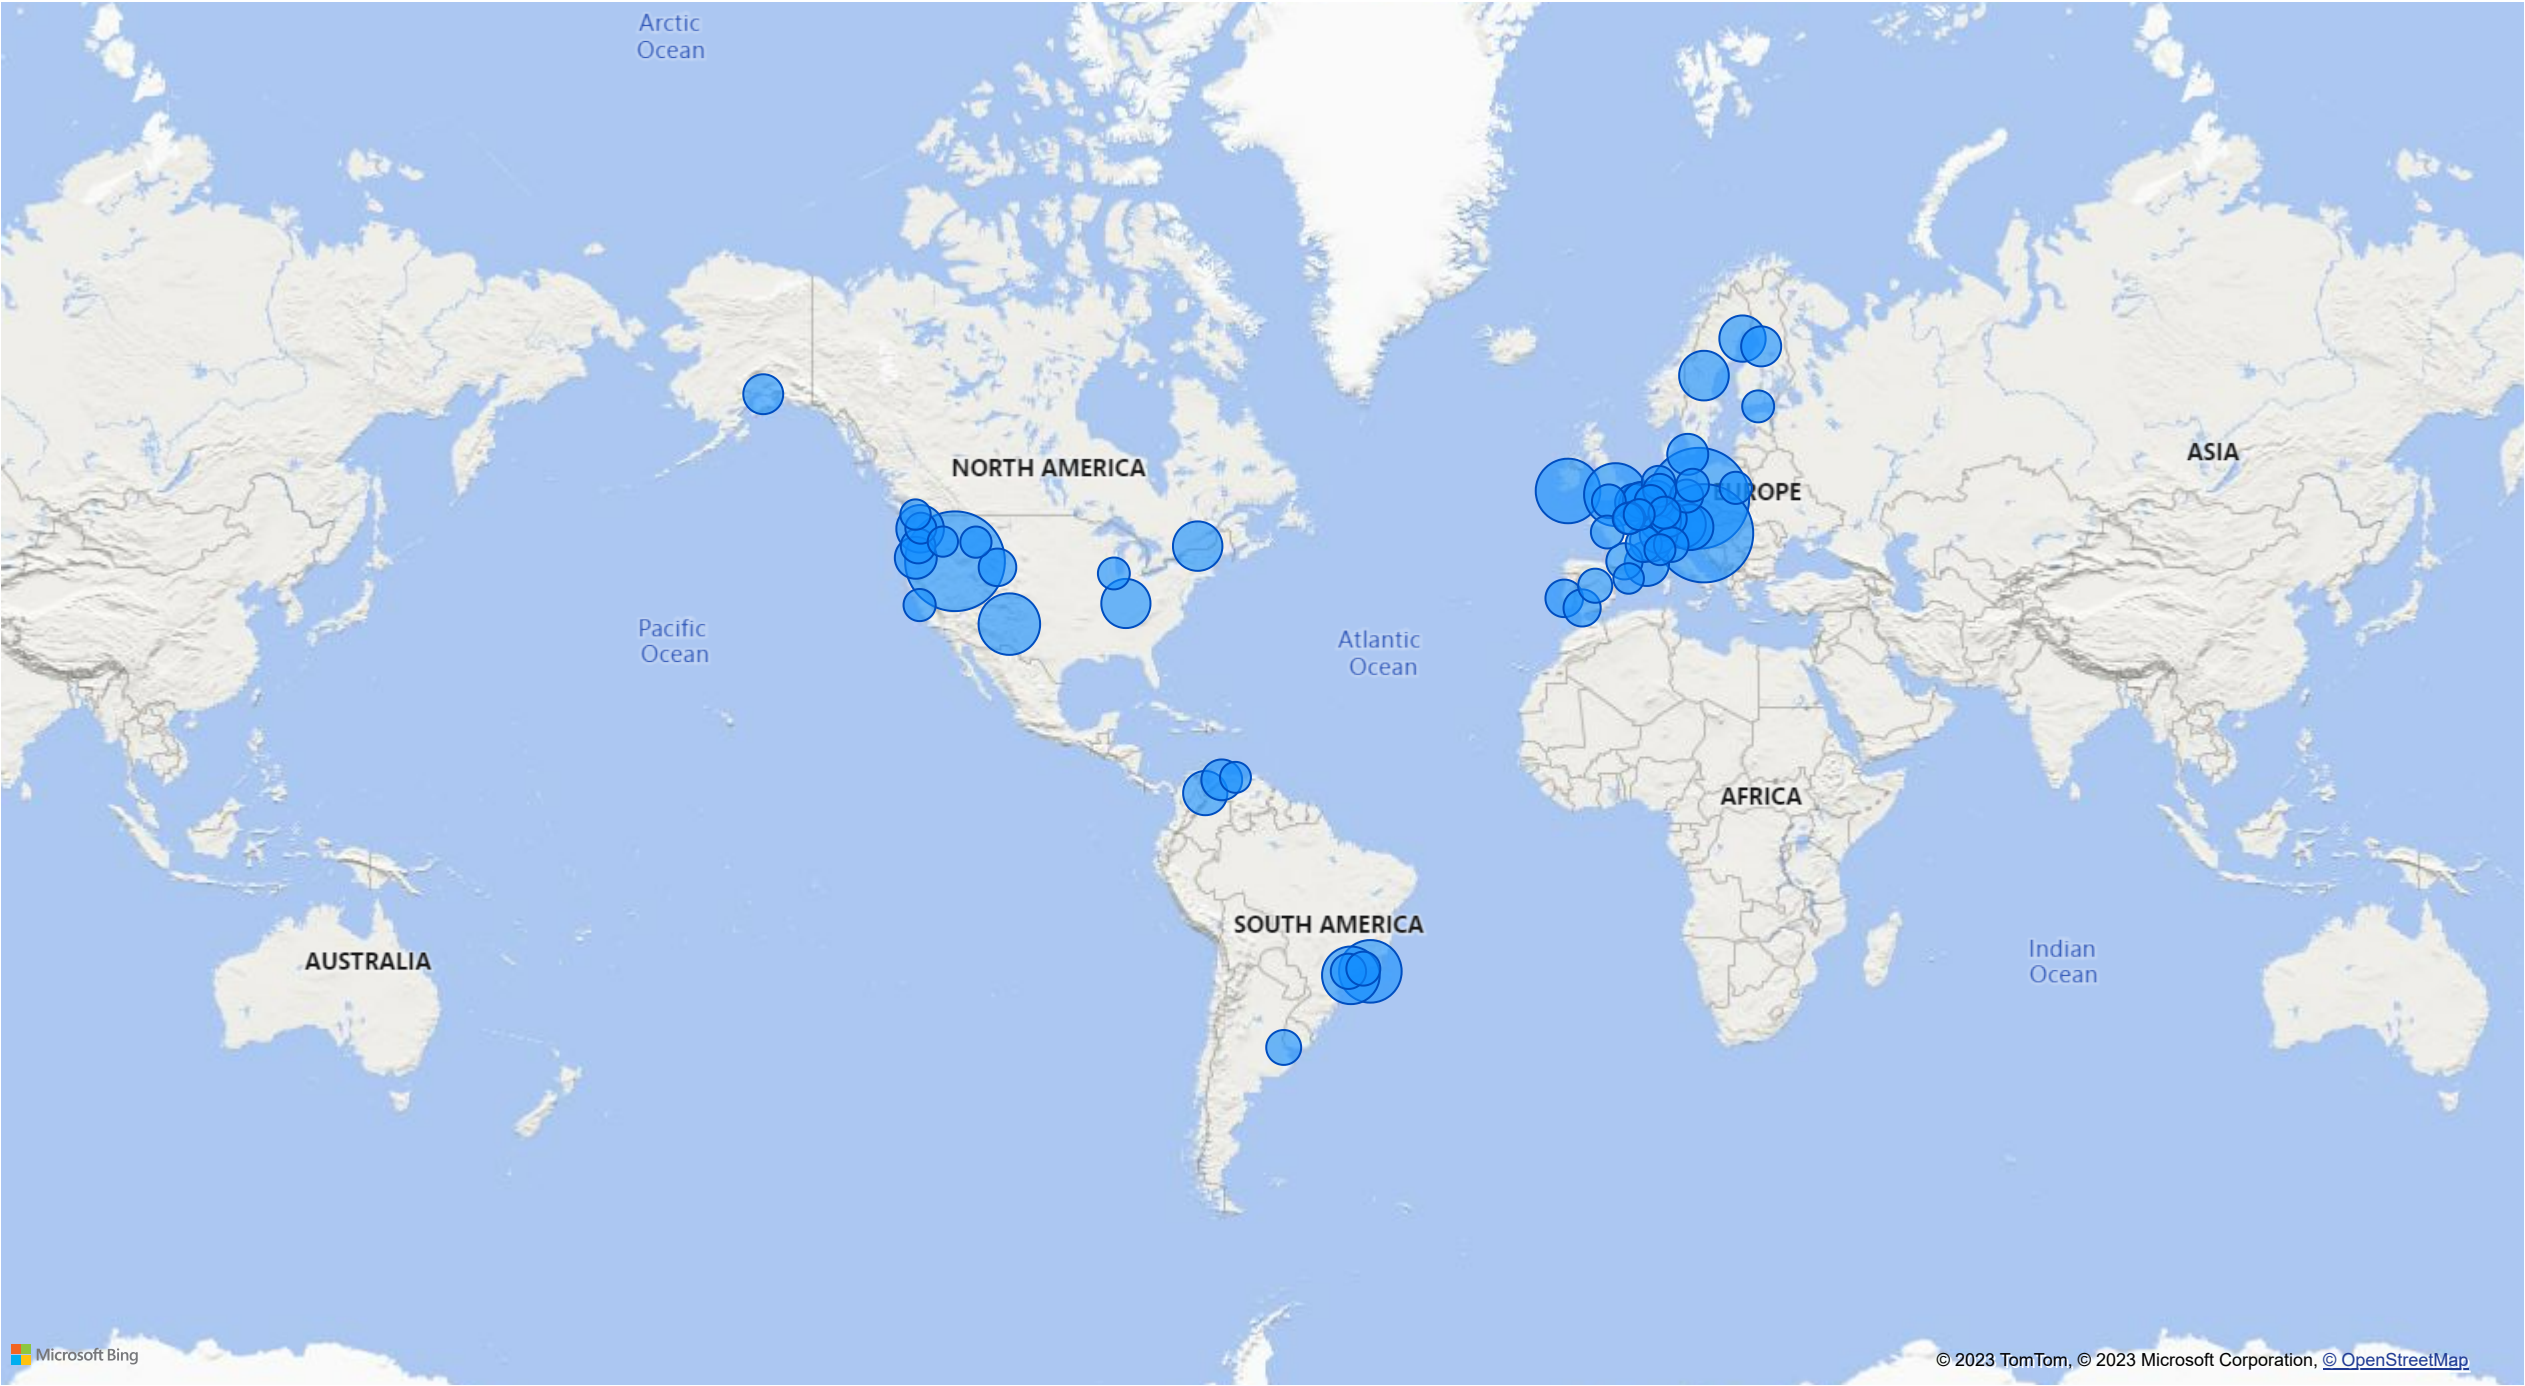 Arctic
Ocean
NORTH AMERICA
ASIA
EUROPE
Pacific
Ocean
Atlantic
Ocean
AFRICA
SOUTH AMERICA
AUSTRALIA
Indian
Ocean
Microsoft Bing
© 2023 TomTom, © 2023 Microsoft Corporation, © OpenStreetMap